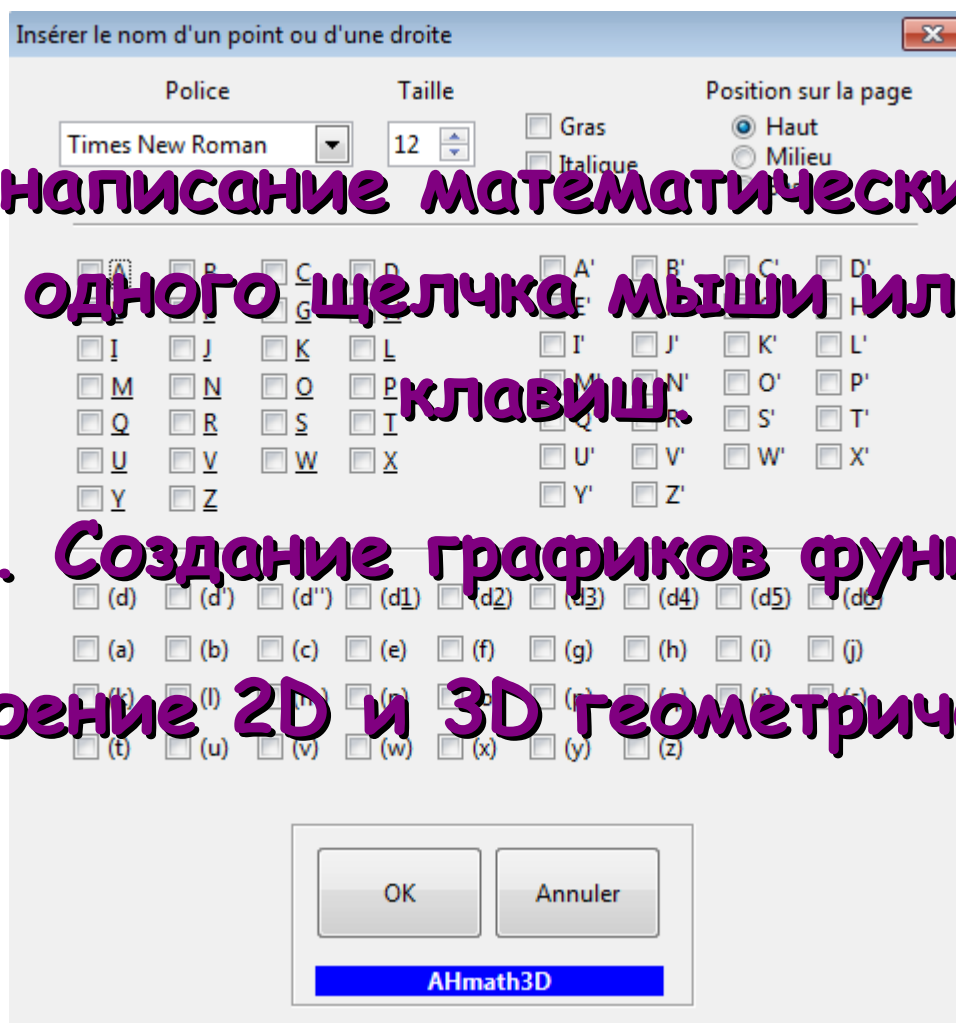 Insérer le nom d'un point ou d'une droite
Police Taille Position sur la page
Times New Roman 12 Gras Haut
Italique Milieu
написание математически
A B C D A' B' C' D'
одного щелчка мыши ил
G E' H'
I J K L I' J' K' L'
M N O P M' N' O' P'
клавиш.
Q R S T Q' R' S' T'
U V W X U' V' W' X'
Y Z Y' Z'
. Создание графиков фун
(d) (d') (d'') (d1) (d2) (d3) (d4) (d5) (d6)
(a) (b) (c) (e) (f) (g) (h) (i) (j)
(k) (l) (n) (p)
рение 2D и 3D геометрич
(t) (u) (v) (w) (x) (y) (z)
OK Annuler
AHmath3D